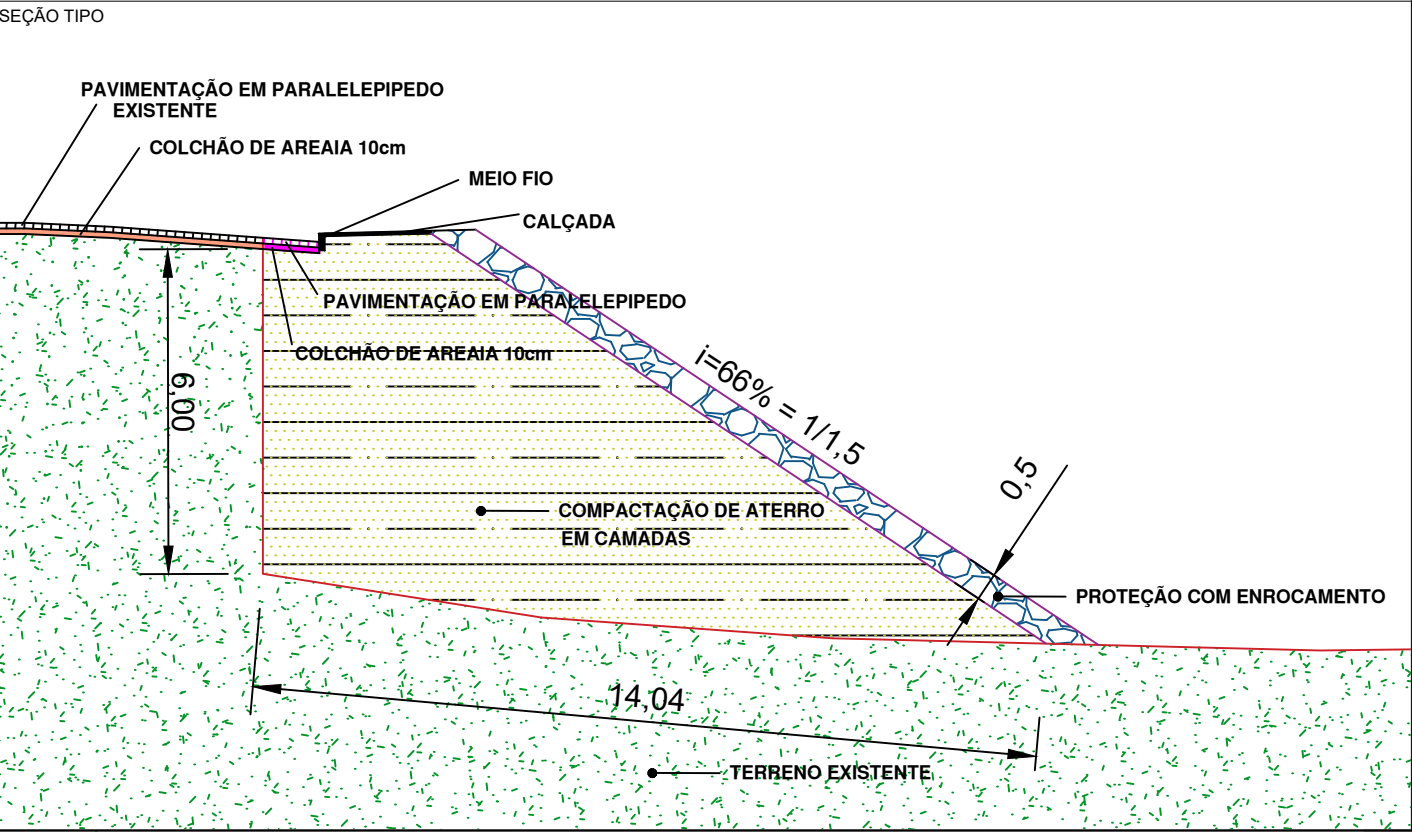 SEÇÃO TIPO
PAVIMENTAÇÃO EM PARALELEPIPEDO
EXISTENTE
COLCHÃO DE AREAIA 10cm
MEIO FIO
CALÇADA
PAVIMENTAÇÃO EM PARALELEPIPEDO
COLCHÃO DE AREAIA 10cm
i=66% = 1/1,5
6,00
0,5
COMPACTAÇÃO DE ATERRO
EM CAMADAS
PROTEÇÃO COM ENROCAMENTO
14,04
TERRENO EXISTENTE